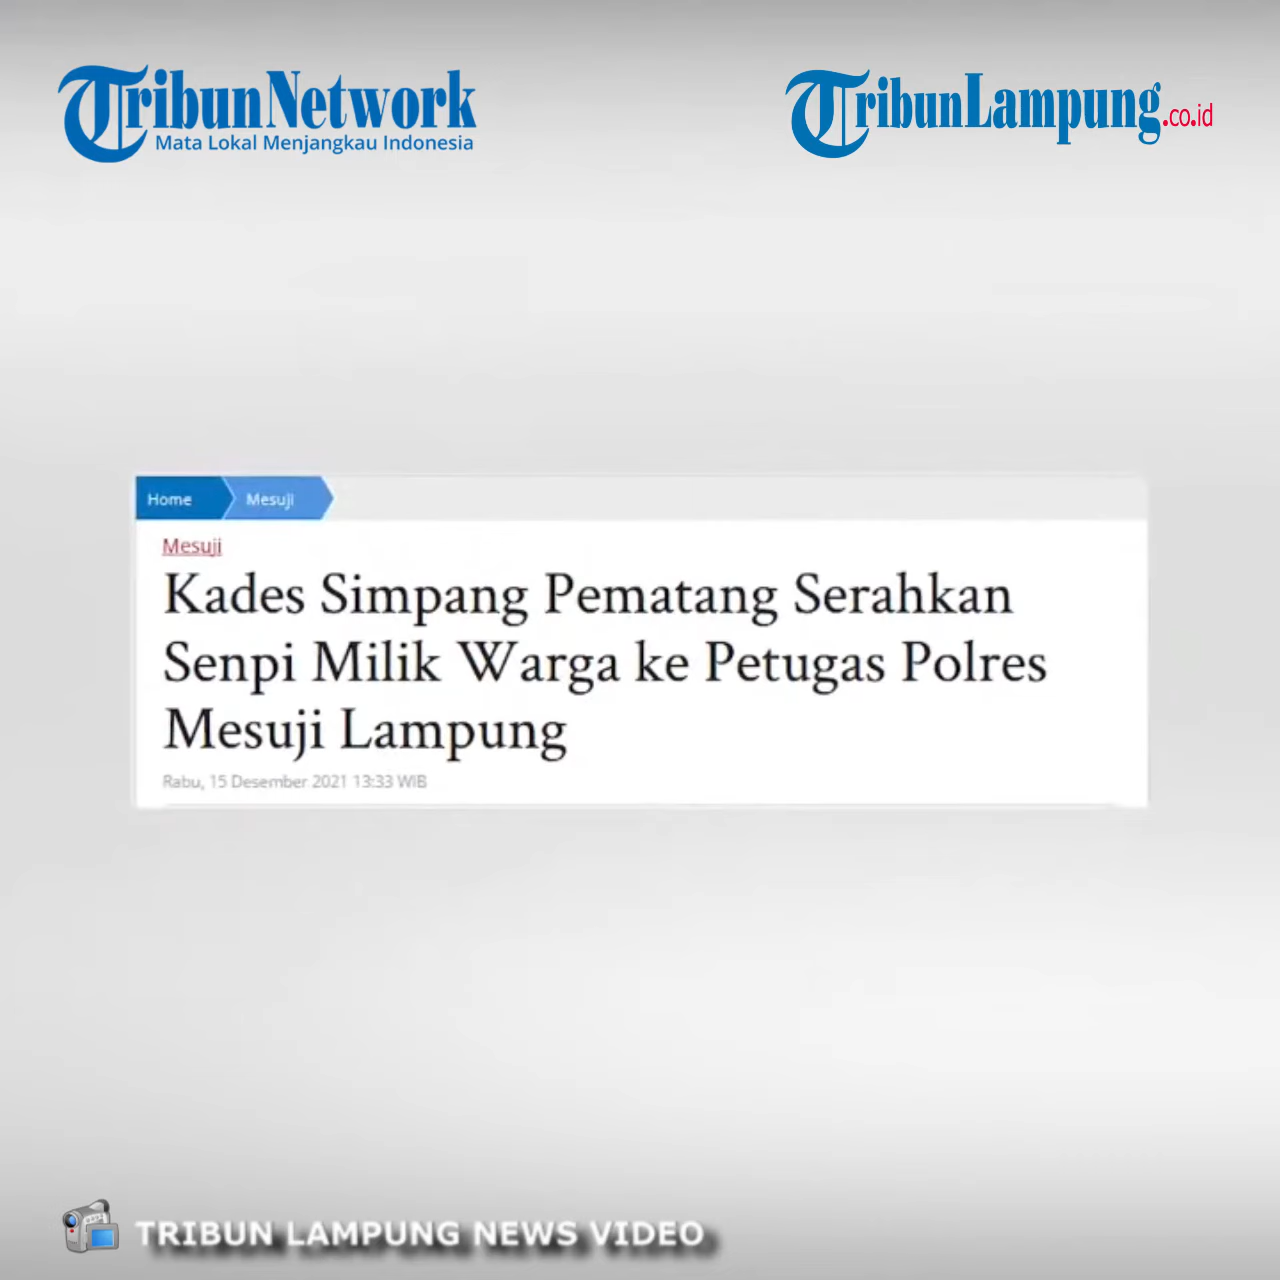 TribunNetwork
Mata Lokal Menjangkau Indonesia
TribunLampung.co.id
Home
Mesuji
Mesuji
Kades Simpang Pematang Serahkan
Senpi Milik Warga ke Petugas Polres
Mesuji Lampung
Rabu, 15 Desember 2021 13:33 WIB
TRIBUN LAMPUNG NEWS VIDEO